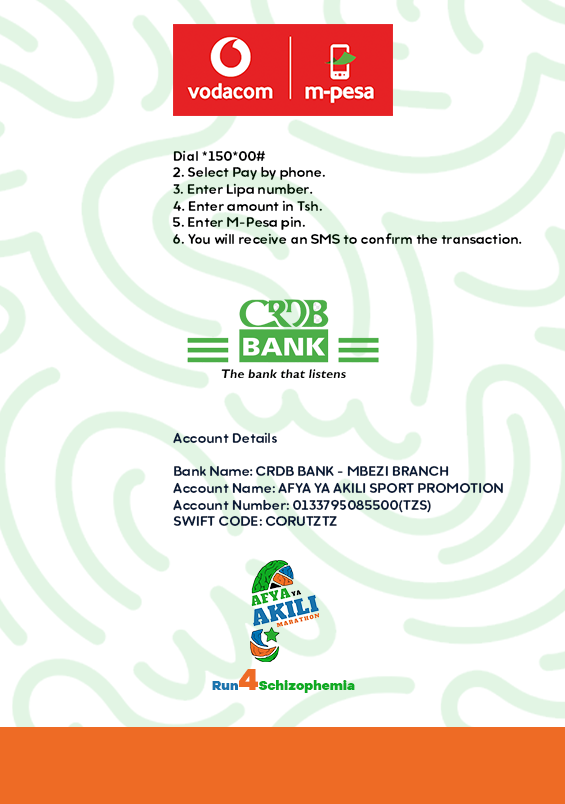 vodacom
m-pesa
Dial *150*00#
2. Select Pay by phone.
3. Enter Lipa number.
4. Enter amount in Tsh.
5. Enter M-Pesa pin.
6. You will receive an SMS to confirm the transaction.
CRDB
BANK
The bank that listens
Account Details
Bank Name: CRDB BANK - MBEZI BRANCH
Account Name: AFYA YA AKILI SPORT PROMOTION
Account Number: 0133795085500(TZS)
SWIFT CODE: CORUTZTZ
AFYA YA
AKILI
MARATHON
Run4Schizophemia